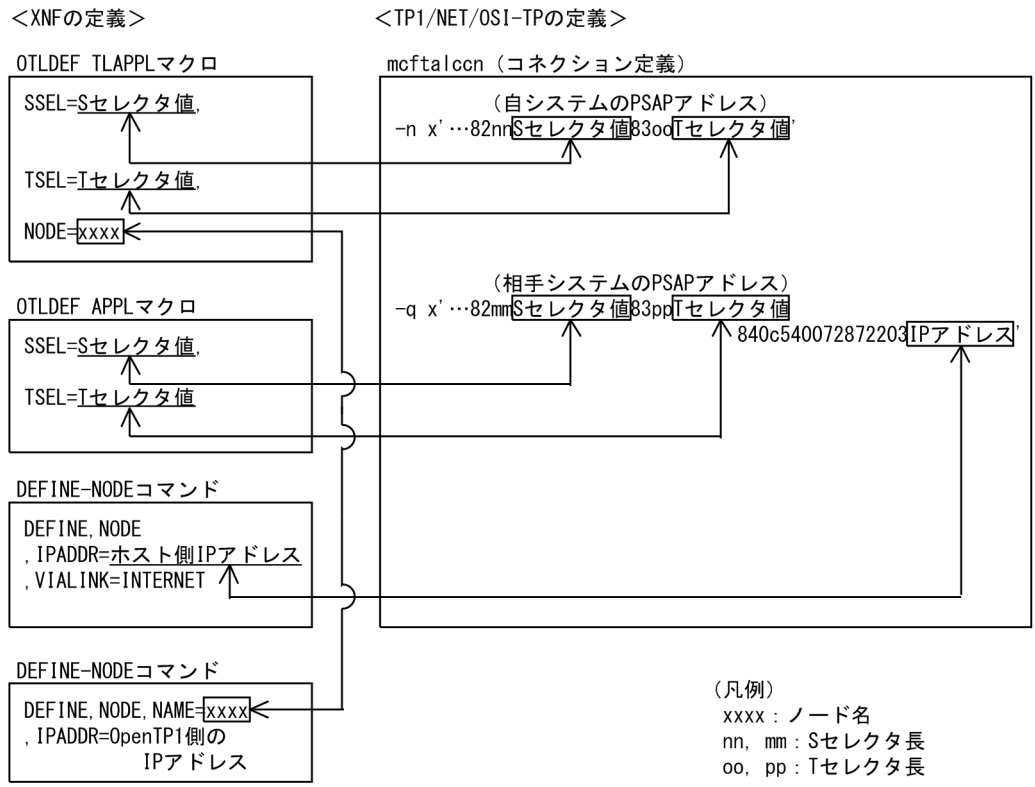 ＜XNFの定義＞
＜TP1/NET/OSI-TPの定義＞
OTLDEF TLAPPLマクロ
SSEL=Sセレクタ値,
TSEL=Tセレクタ値,
NODE=xxxx
OTLDEF APPLマクロ
SSEL=Sセレクタ値,
TSEL=Tセレクタ値
DEFINE-NODEコマンド
DEFINE,NODE
,IPADDR=ホスト側IPアドレス
,VIALINK=INTERNET
DEFINE-NODEコマンド
DEFINE,NODE,NAME=xxxx
,IPADDR=OpenTP1側の
IPアドレス
mcftalccn（コネクション定義）
（自システムのPSAPアドレス）
-n x'…82nnSセレクタ値83ooTセレクタ値'
（相手システムのPSAPアドレス）
-q x'…82mmSセレクタ値83ppTセレクタ値
840c540072872203IPアドレス'
（凡例）
xxxx：ノード名
nn, mm：Sセレクタ長
oo, pp：Tセレクタ長